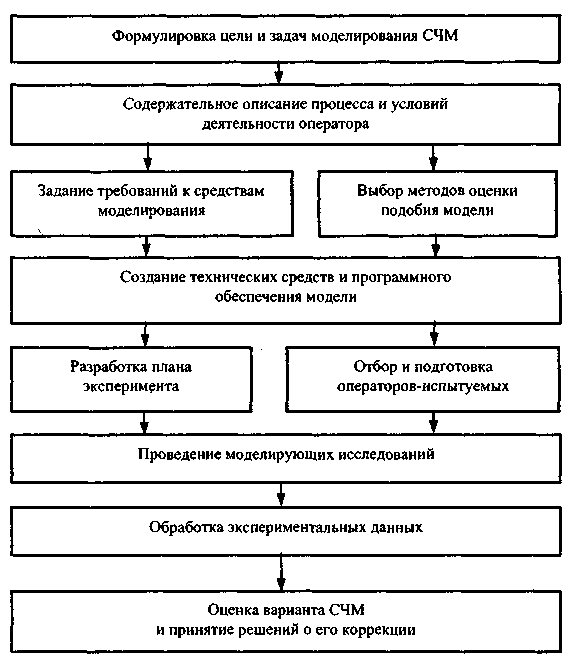 Формулировка цели и задач моделирования СЧМ
Содержательное описание процесса и условий
деятельности оператора
Задание требований к средствам
моделирования
Выбор методов оценки
подобия модели
Создание технических средств и программного
обеспечения модели
Разработка плана
эксперимента
Отбор и подготовка
операторов-испытуемых
Проведение моделирующих исследований
Обработка экспериментальных данных
Оценка варианта СЧМ
и принятие решений о его коррекции